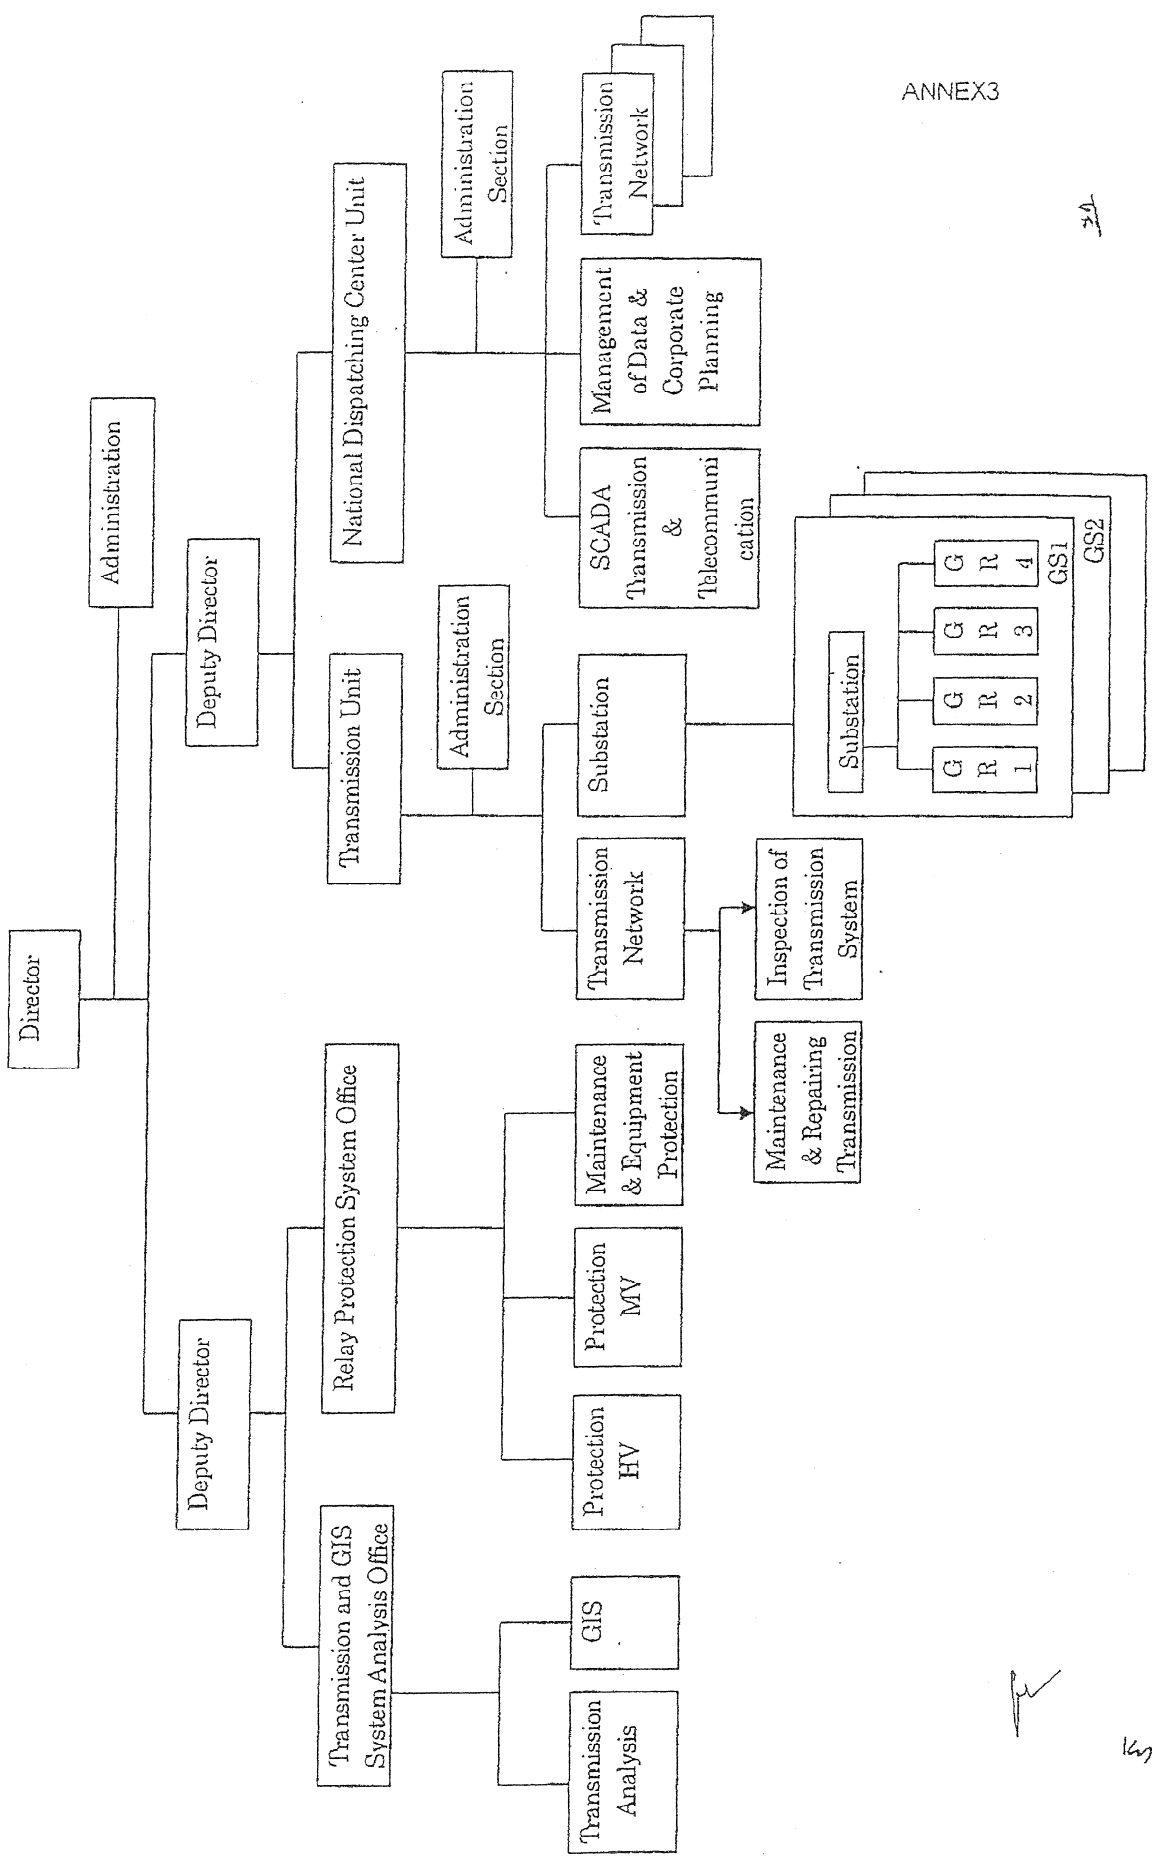 ANNEX3
Director
Administration
Deputy Director
Deputy Director
Transmission and GIS
System Analysis Office
Relay Protection System Office
Transmission Unit
National Dispatching Center Unit
Administration
Section
Administration
Section
Transmission
Analysis
GIS
Protection
HV
Protection
MV
Maintenance
& Equipment
Protection
Transmission
Network
Substation
SCADA
Transmission
&
Telecommuni
cation
Management
of Data &
Corporate
Planning
Transmission
Network
Maintenance
& Repairing
Transmission
Inspection of
Transmission
System
Substation
G
R
1
G
R
2
G
R
3
G
R
4
GS1
GS2